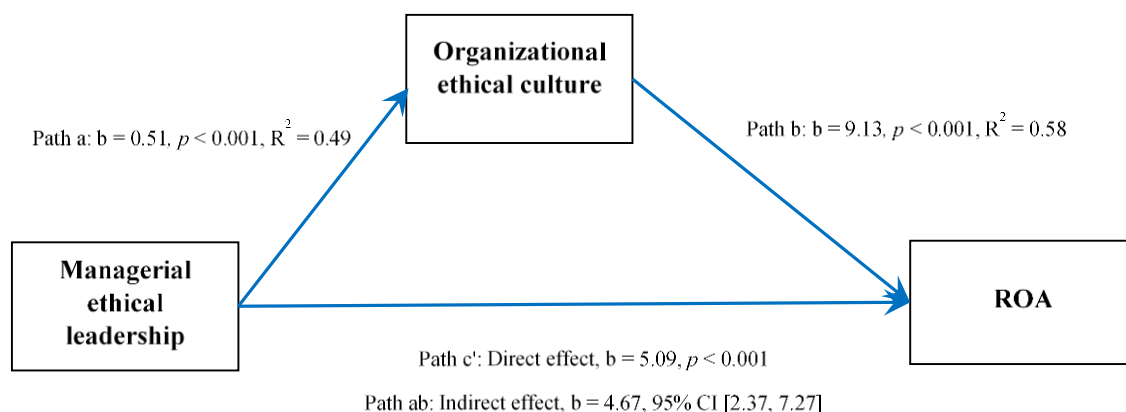 Organizational
ethical culture
Path a: b = 0.51, p < 0.001, R² = 0.49
Path b: b = 9.13, p < 0.001, R² = 0.58
Managerial
ethical
leadership
ROA
Path c': Direct effect, b = 5.09, p < 0.001
Path ab: Indirect effect, b = 4.67, 95% CI [2.37, 7.27]